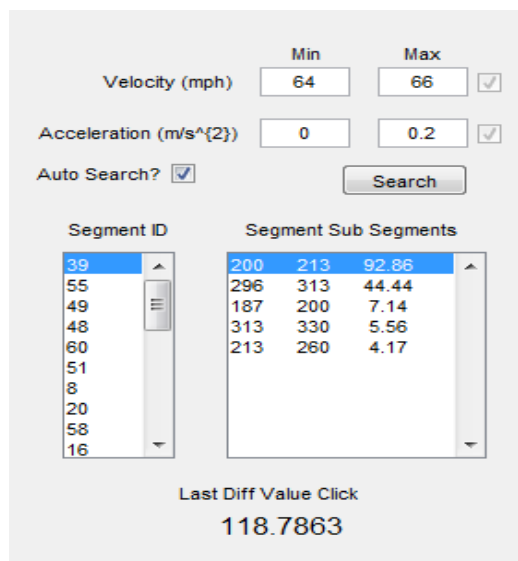 Min Max
Velocity (mph) 64 66
Acceleration (m/s^{2}) 0 0.2
Auto Search? Search
Segment ID Segment Sub Segments
39 200 213 92.86
55 296 313 44.44
49 187 200 7.14
48 313 330 5.56
60 213 260 4.17
51
8
20
58
16
Last Diff Value Click
118.7863